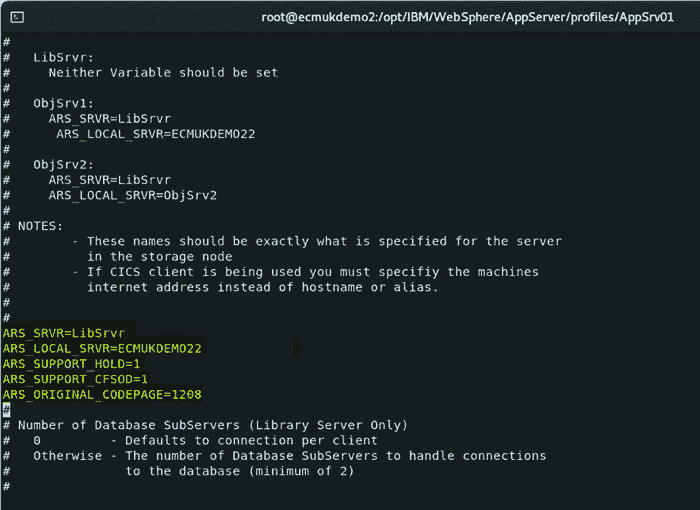 root@ecmukdemo2:/opt/IBM/WebSphere/AppServer/profiles/AppSrv01
#
#   LibSrvr:
#     Neither Variable should be set
#
#   ObjSrv1:
#     ARS_SRVR=LibSrvr
#      ARS_LOCAL_SRVR=ECMUKDEMO22
#
#   ObjSrv2:
#     ARS_SRVR=LibSrvr
#     ARS_LOCAL_SRVR=ObjSrv2
#
# NOTES:
#        - These names should be exactly what is specified for the server
#          in the storage node
#        - If CICS client is being used you must specifiy the machines
#          internet address instead of hostname or alias.
#
#
ARS_SRVR=LibSrvr
ARS_LOCAL_SRVR=ECMUKDEMO22
ARS_SUPPORT_HOLD=1
ARS_SUPPORT_CFSOD=1
ARS_ORIGINAL_CODEPAGE=1208
#
# Number of Database SubServers (Library Server Only)
#   0         - Defaults to connection per client
#   Otherwise - The number of Database SubServers to handle connections
#               to the database (minimum of 2)
#